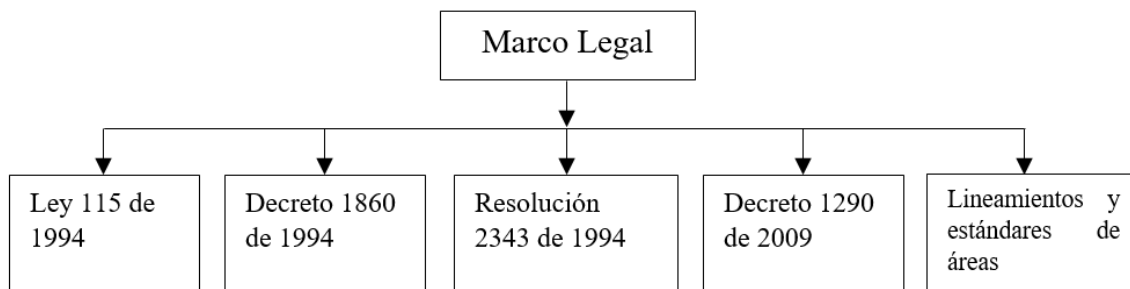 Marco Legal
Ley 115 de
1994
Decreto 1860
de 1994
Resolución
2343 de 1994
Decreto 1290
de 2009
Lineamientos y
estándares de
áreas